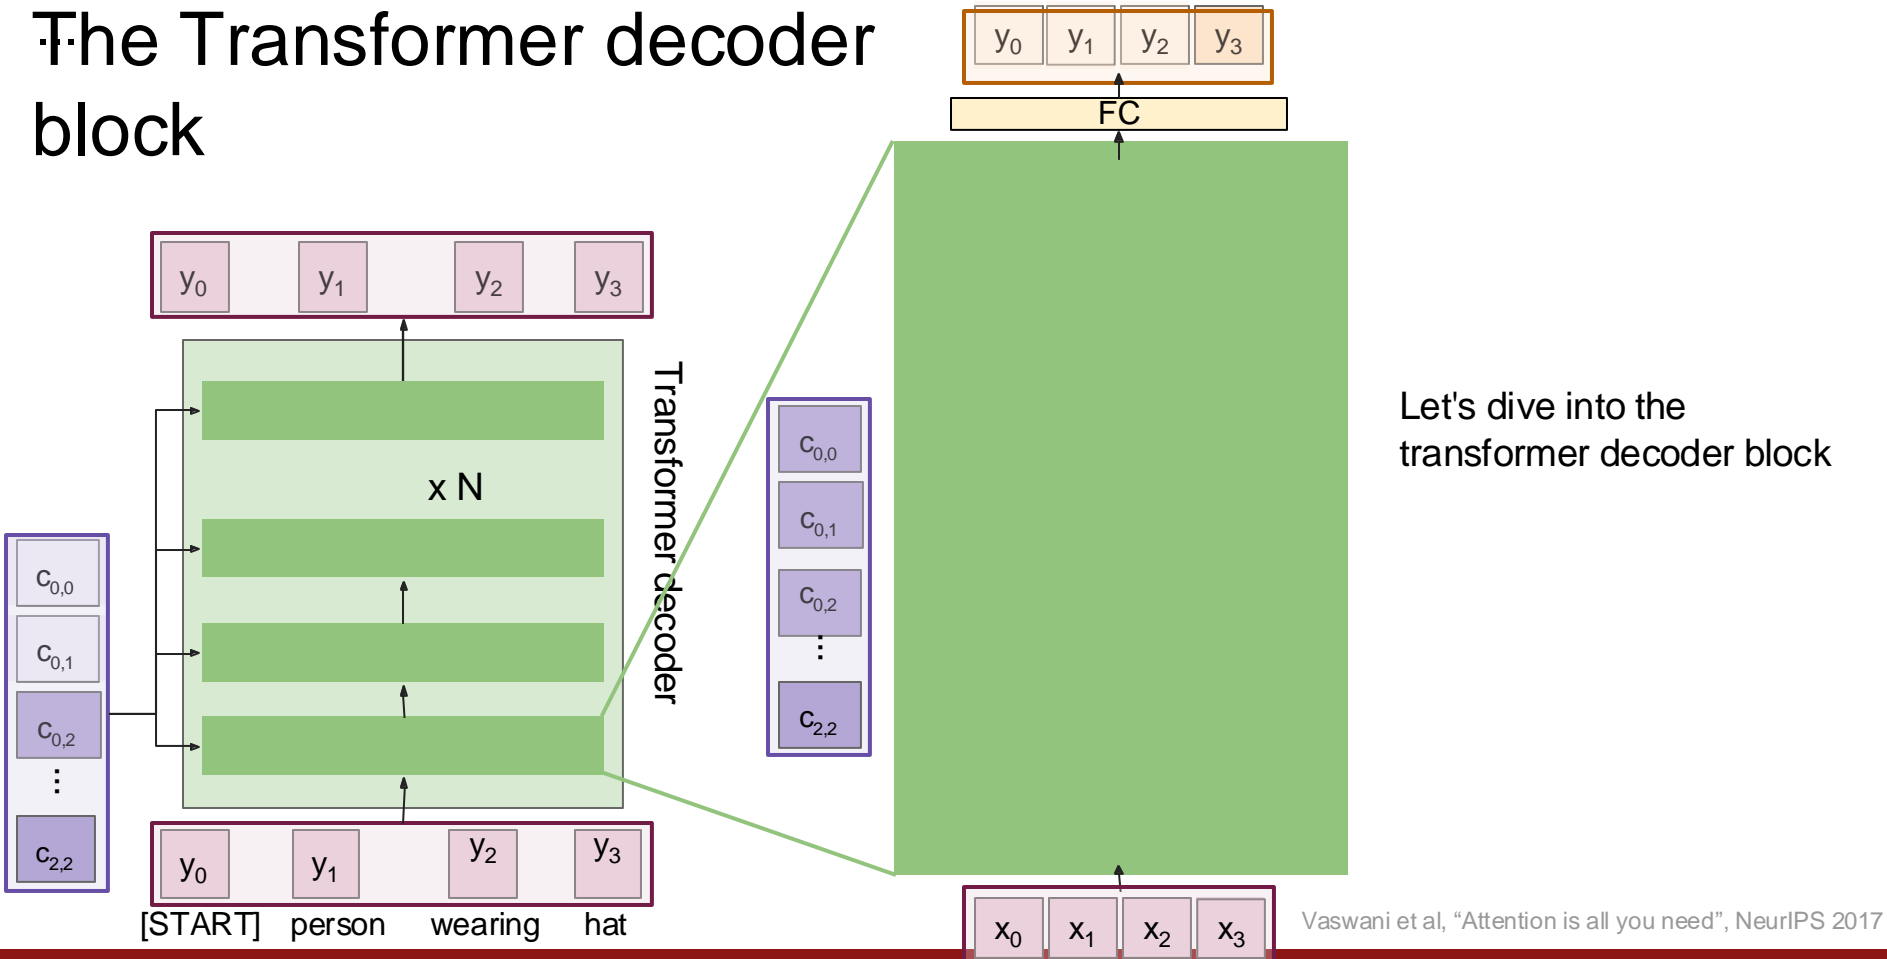 The Transformer decoder
block
...
y0 y1 y2 y3
FC
y0 y1 y2 y3
Transformer decoder
x N
c0,0
c0,1
c0,2
...
c2,2
y0 y1 y2 y3
[START] person wearing hat
c0,0
c0,1
c0,2
...
c2,2
x0 x1 x2 x3
Let's dive into the
transformer decoder block
Vaswani et al, “Attention is all you need”, NeurIPS 2017